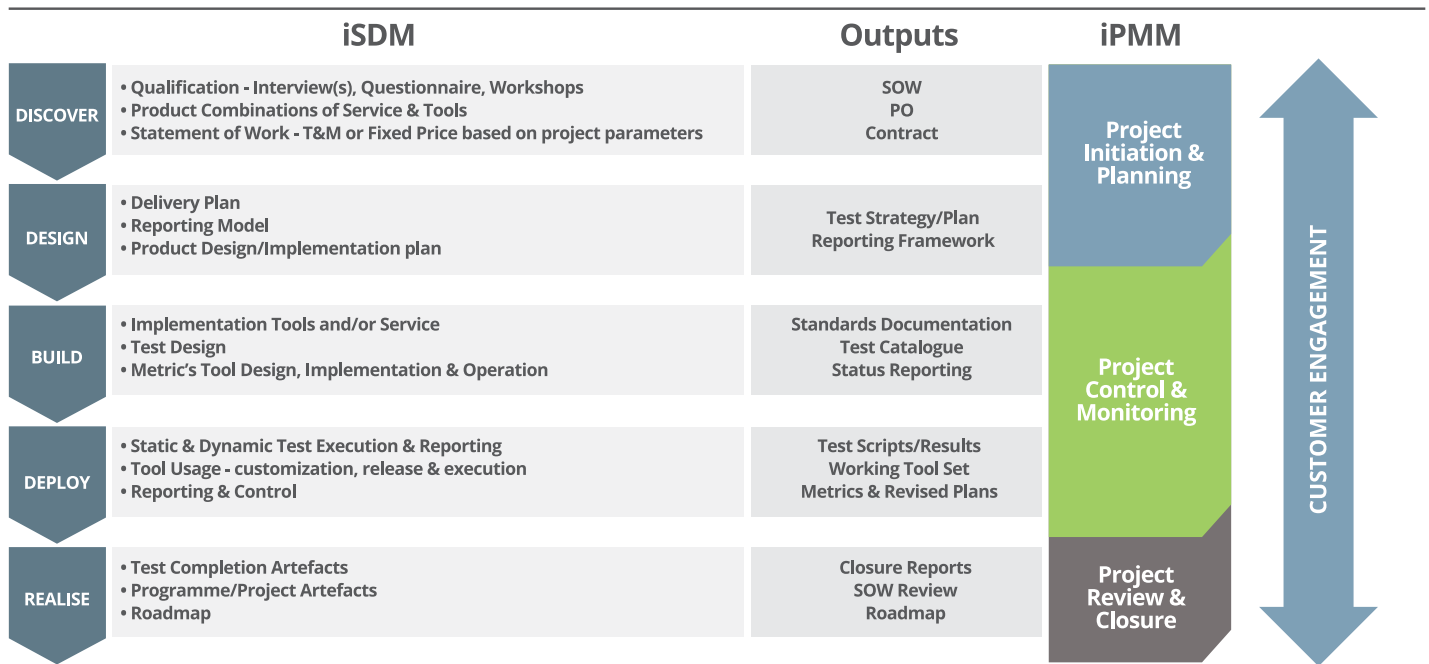 iSDM
Outputs
iPMM
DISCOVER
• Qualification - Interview(s), Questionnaire, Workshops
• Product Combinations of Service & Tools
• Statement of Work - T&M or Fixed Price based on project parameters
SOW
PO
Contract
Project
Initiation &
Planning
DESIGN
• Delivery Plan
• Reporting Model
• Product Design/Implementation plan
Test Strategy/Plan
Reporting Framework
BUILD
• Implementation Tools and/or Service
• Test Design
• Metric’s Tool Design, Implementation & Operation
Standards Documentation
Test Catalogue
Status Reporting
Project
Control &
Monitoring
DEPLOY
• Static & Dynamic Test Execution & Reporting
• Tool Usage - customization, release & execution
• Reporting & Control
Test Scripts/Results
Working Tool Set
Metrics & Revised Plans
REALISE
• Test Completion Artefacts
• Programme/Project Artefacts
• Roadmap
Closure Reports
SOW Review
Roadmap
Project
Review &
Closure
CUSTOMER ENGAGEMENT